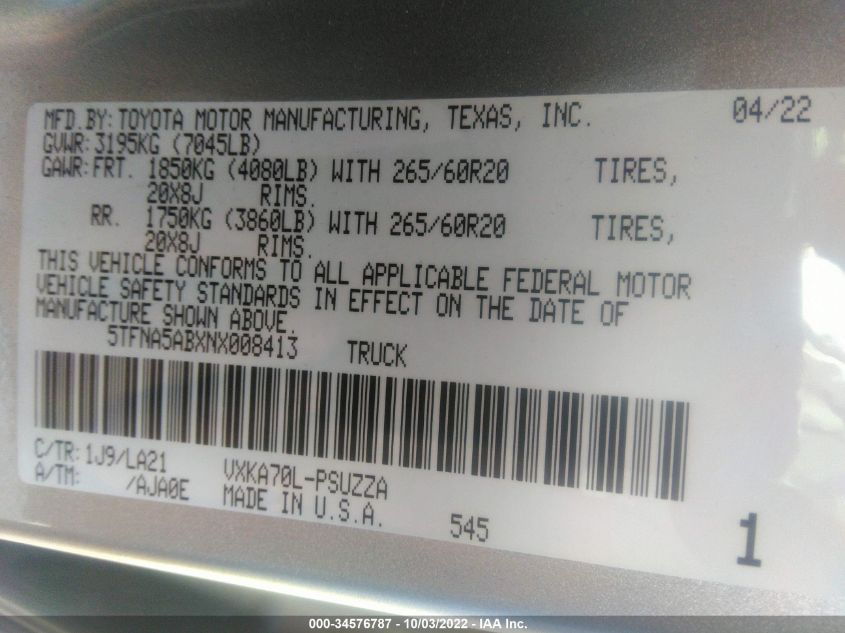 MFD.BY: TOYOTA MOTOR MANUFACTURING, TEXAS, INC. 04/22
GVWR: 3195KG (7045LB)
GAWR: FRT. 1850KG (4080LB) WITH 265/60R20 TIRES,
20X8J RIMS.
RR. 1750KG (3860LB) WITH 265/60R20 TIRES,
20X8J RIMS.
THIS VEHICLE CONFORMS TO ALL APPLICABLE FEDERAL MOTOR
VEHICLE SAFETY STANDARDS IN EFFECT ON THE DATE OF
MANUFACTURE SHOWN ABOVE.
5TFNA5ABXNX008413 TRUCK
C/TR: 1J9/LA21 VXKA70L-PSUZZA
A/TM: /AJA0E MADE IN U.S.A. 545 1
000-34576787 - 10/03/2022 - IAA Inc.